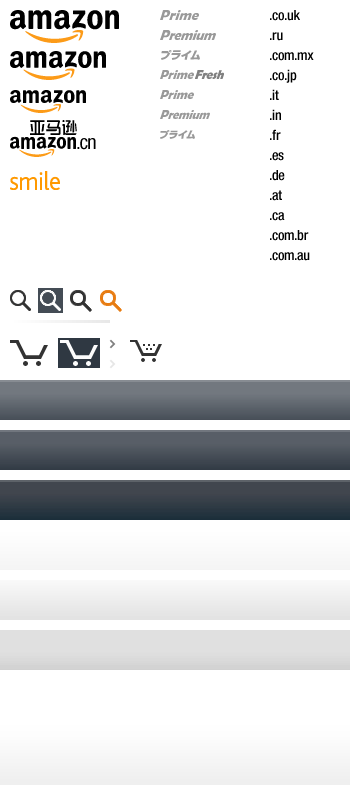 amazon
amazon
amazon
亚马逊
amazon.cn
smile
Prime
Premium
プライム
Prime Fresh
Prime
Premium
プライム
.co.uk
.ru
.com.mx
.co.jp
.it
.in
.fr
.es
.de
.at
.ca
.com.br
.com.au